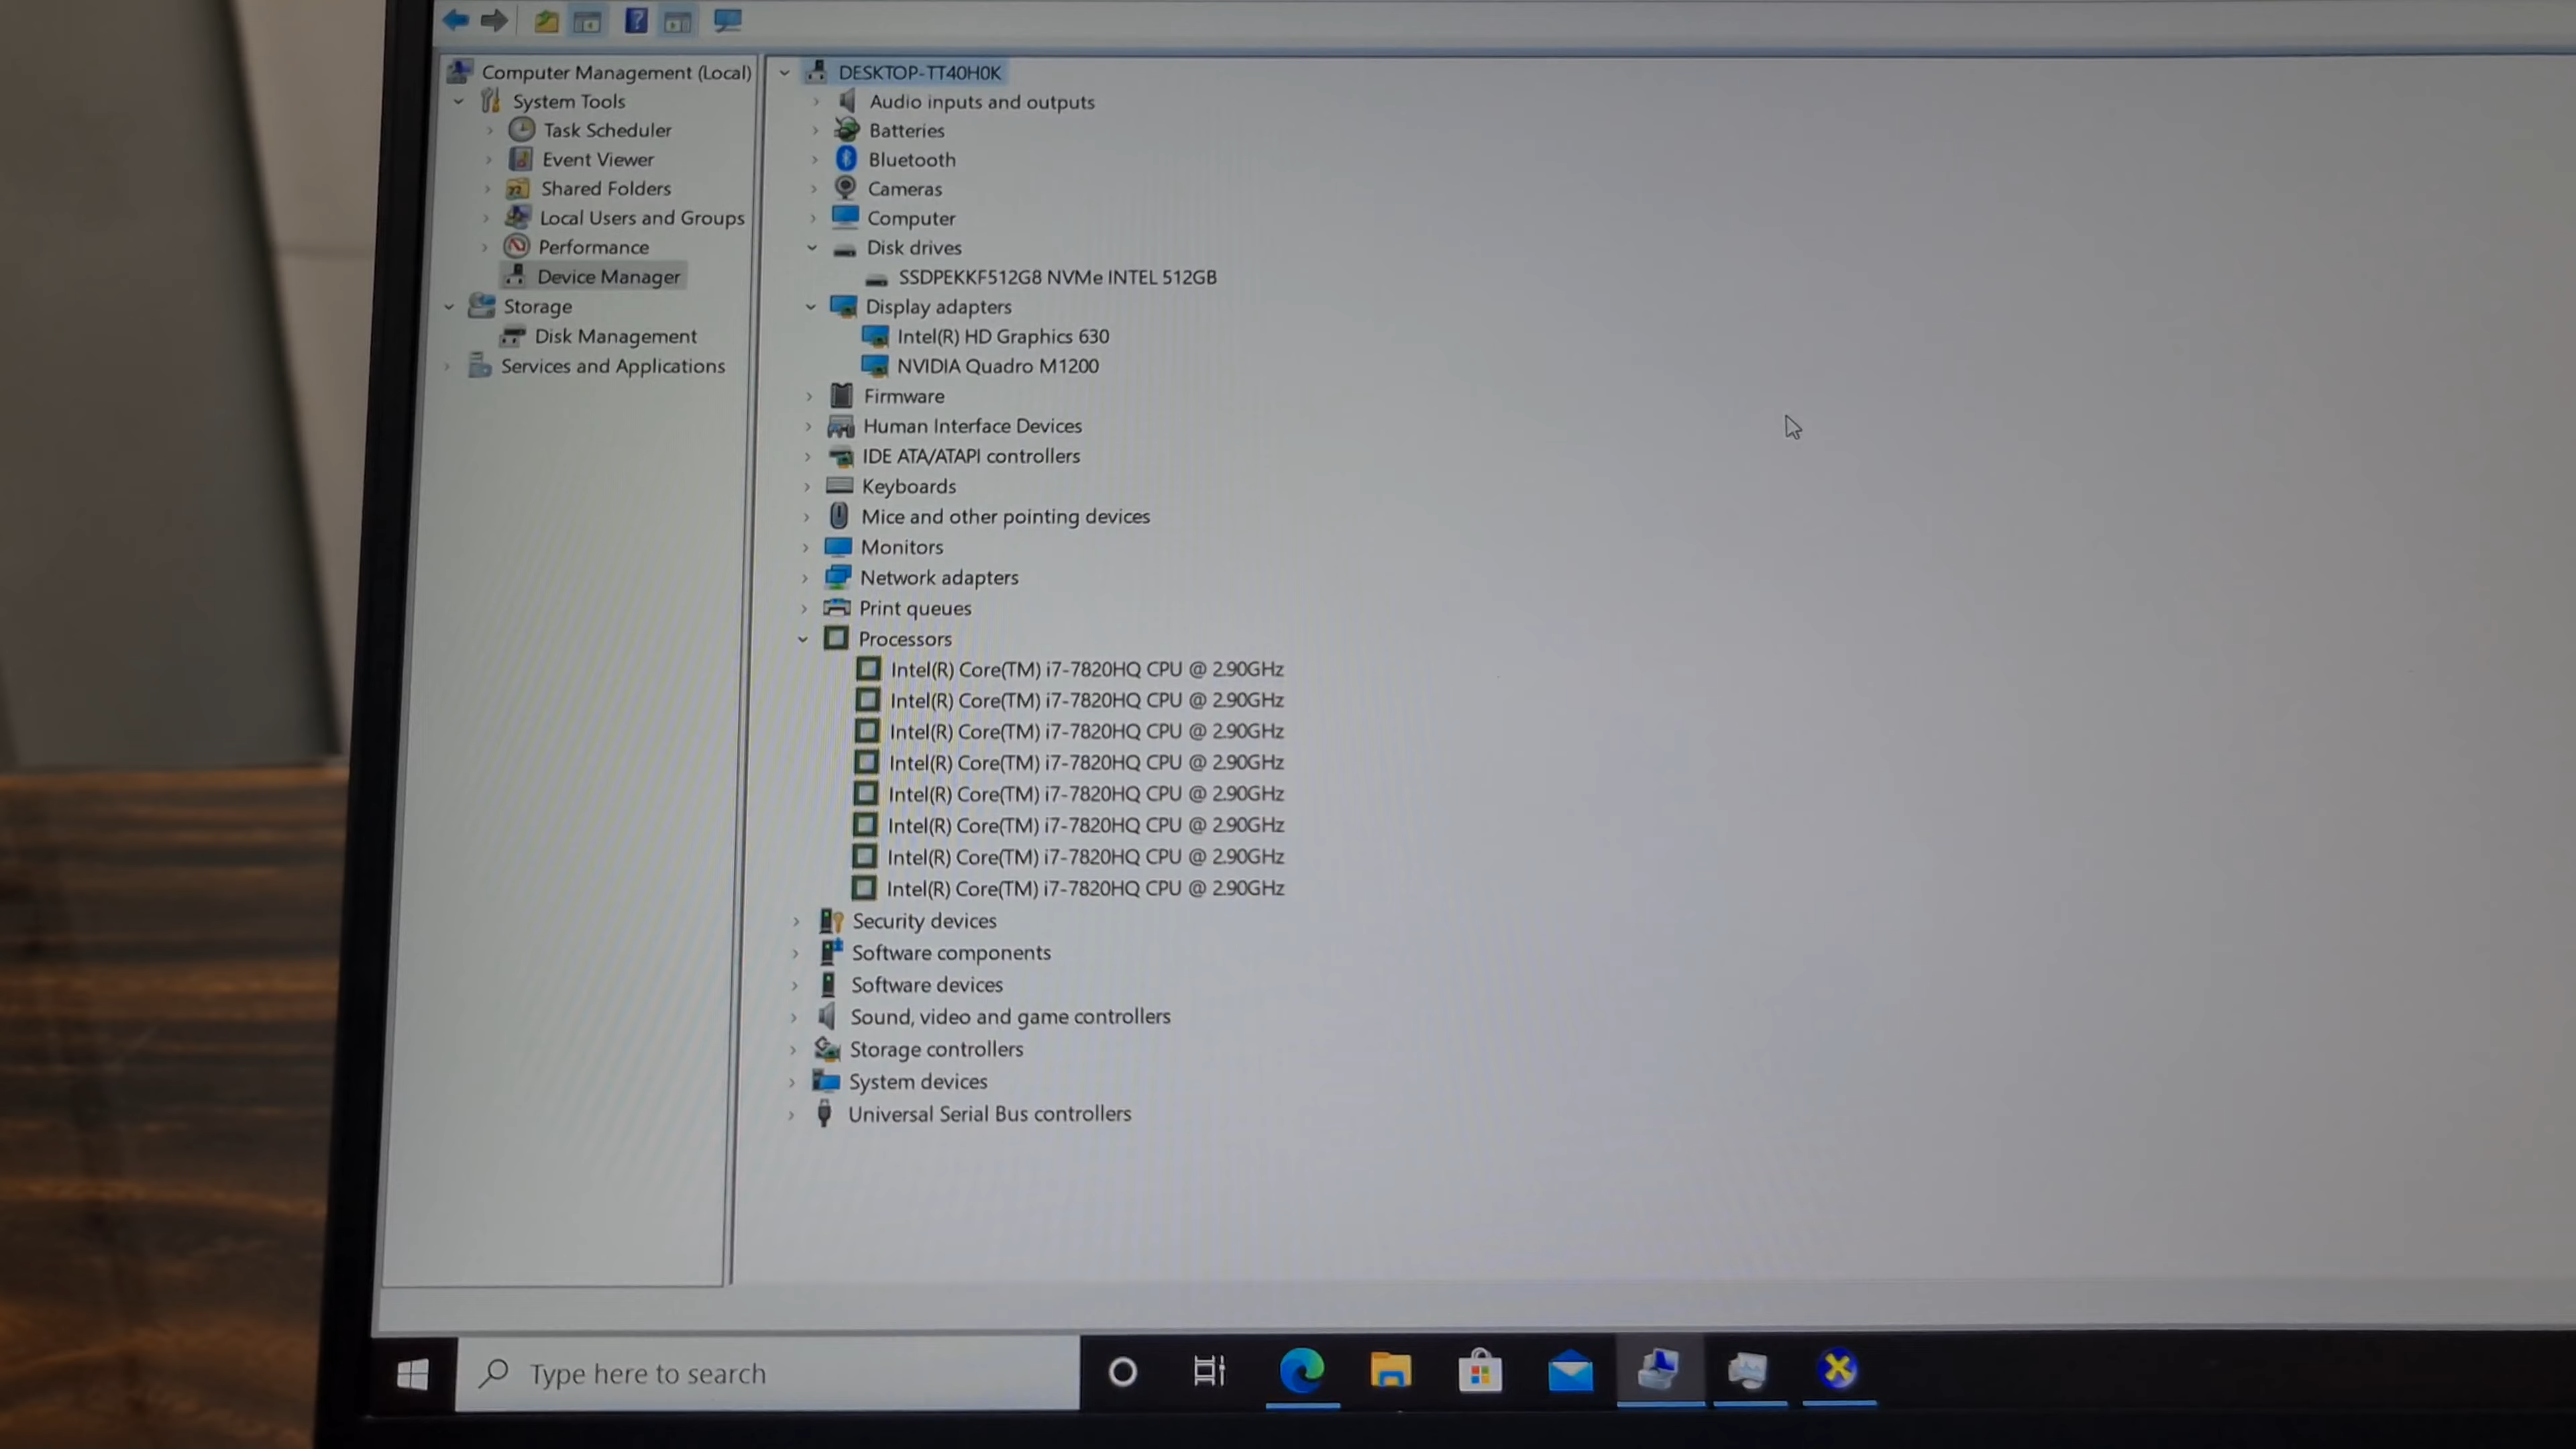 Computer Management (Local)
System Tools
Task Scheduler
Event Viewer
Shared Folders
Local Users and Groups
Performance
Device Manager
Storage
Disk Management
Services and Applications
DESKTOP-TT40H0K
Audio inputs and outputs
Batteries
Bluetooth
Cameras
Computer
Disk drives
SSDPEKKF512G8 NVMe INTEL 512GB
Display adapters
Intel(R) HD Graphics 630
NVIDIA Quadro M1200
Firmware
Human Interface Devices
IDE ATA/ATAPI controllers
Keyboards
Mice and other pointing devices
Monitors
Network adapters
Print queues
Processors
Intel(R) Core(TM) i7-7820HQ CPU @ 2.90GHz
Intel(R) Core(TM) i7-7820HQ CPU @ 2.90GHz
Intel(R) Core(TM) i7-7820HQ CPU @ 2.90GHz
Intel(R) Core(TM) i7-7820HQ CPU @ 2.90GHz
Intel(R) Core(TM) i7-7820HQ CPU @ 2.90GHz
Intel(R) Core(TM) i7-7820HQ CPU @ 2.90GHz
Intel(R) Core(TM) i7-7820HQ CPU @ 2.90GHz
Intel(R) Core(TM) i7-7820HQ CPU @ 2.90GHz
Security devices
Software components
Software devices
Sound, video and game controllers
Storage controllers
System devices
Universal Serial Bus controllers
Type here to search